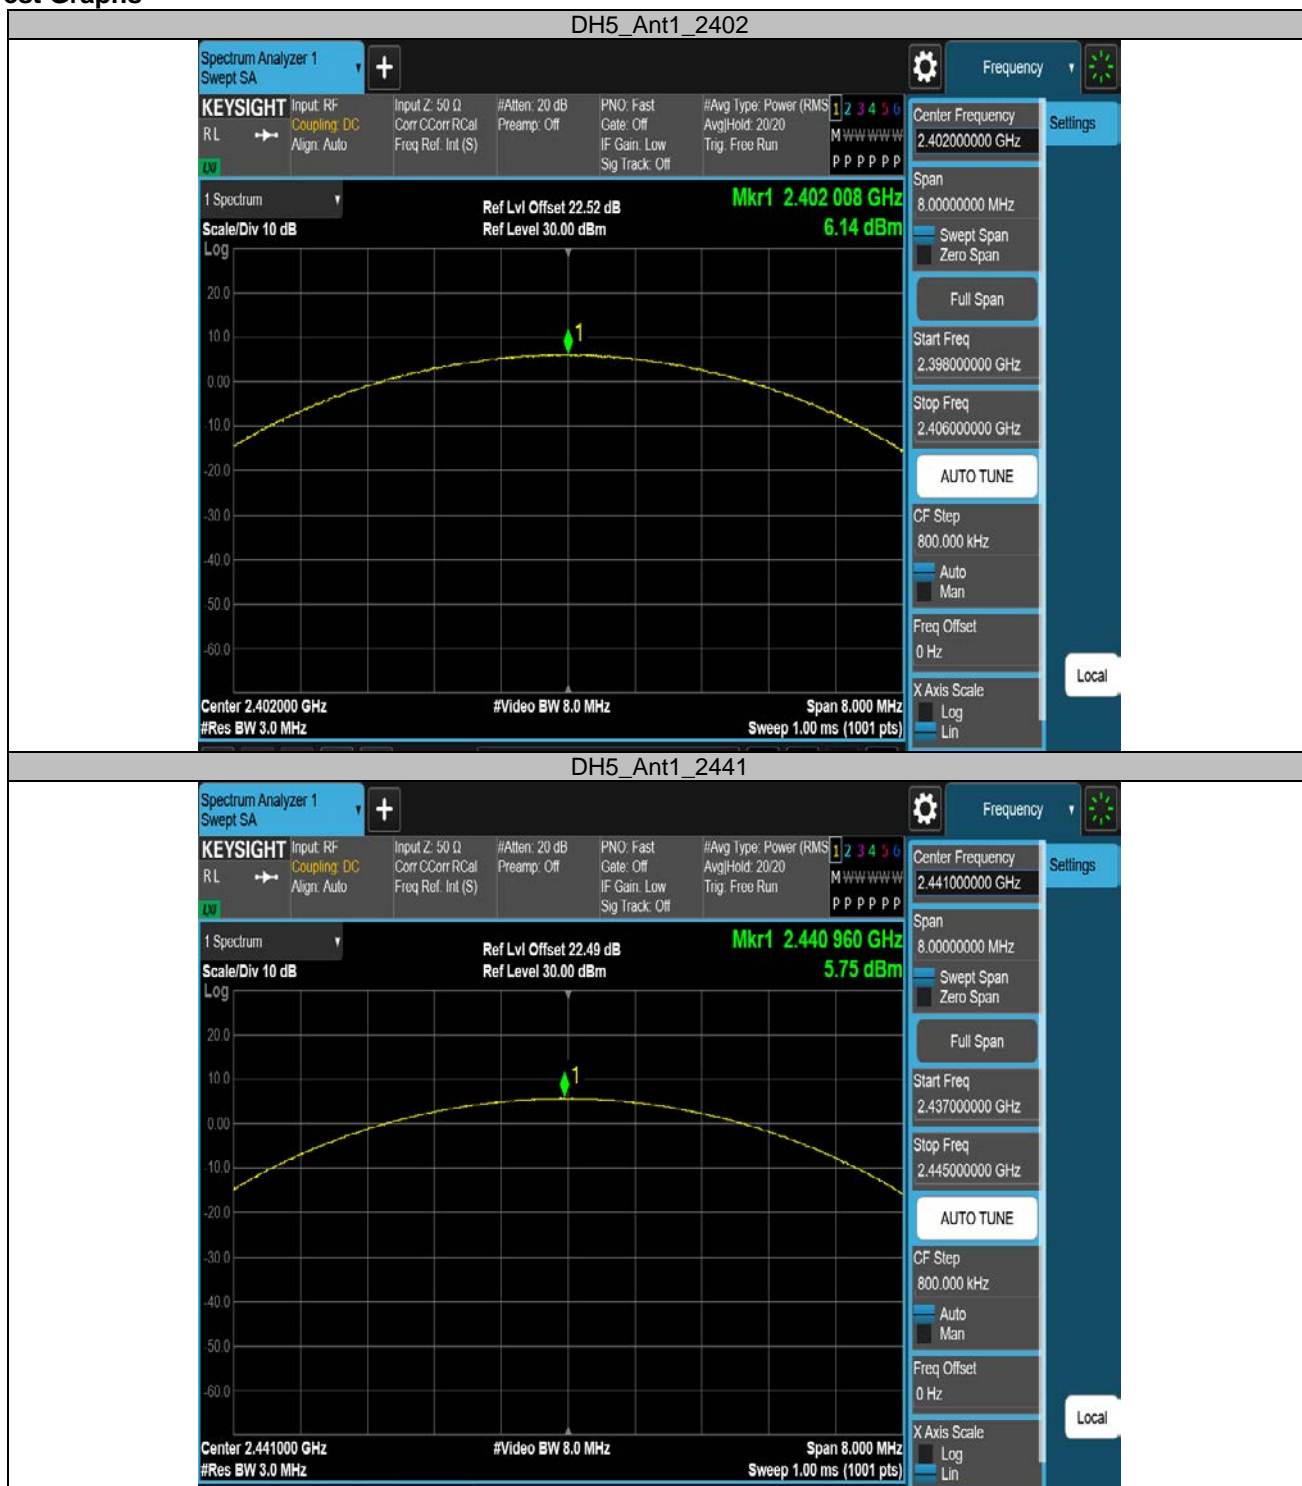 est Graphs
DH5_Ant1_2402
Spectrum Analyzer 1
Swept SA
+
Frequency
KEYSIGHT
RL
LXI
Input: RF
Coupling: DC
Align: Auto
Input Z: 50 Ω
Corr CCorr RCal
Freq Ref: Int (S)
#Atten: 20 dB
Preamp: Off
PNO: Fast
Gate: Off
IF Gain: Low
Sig Track: Off
#Avg Type: Power (RMS
Avg|Hold: 20/20
Trig: Free Run
1 2 3 4 5 6
M W W W W W
P P P P P P
Center Frequency
2.402000000 GHz
Settings
1 Spectrum
Scale/Div 10 dB
Log
Ref Lvl Offset 22.52 dB
Ref Level 30.00 dBm
Mkr1 2.402 008 GHz
6.14 dBm
Span
8.00000000 MHz
Swept Span
Zero Span
Full Span
Start Freq
2.398000000 GHz
Stop Freq
2.406000000 GHz
AUTO TUNE
CF Step
800.000 kHz
Auto
Man
Freq Offset
0 Hz
X Axis Scale
Log
Lin
Local
20.0
10.0
0.00
-10.0
-20.0
-30.0
-40.0
-50.0
-60.0
1
Center 2.402000 GHz
#Res BW 3.0 MHz
#Video BW 8.0 MHz
Span 8.000 MHz
Sweep 1.00 ms (1001 pts)
DH5_Ant1_2441
Spectrum Analyzer 1
Swept SA
+
Frequency
KEYSIGHT
RL
LXI
Input: RF
Coupling: DC
Align: Auto
Input Z: 50 Ω
Corr CCorr RCal
Freq Ref: Int (S)
#Atten: 20 dB
Preamp: Off
PNO: Fast
Gate: Off
IF Gain: Low
Sig Track: Off
#Avg Type: Power (RMS
Avg|Hold: 20/20
Trig: Free Run
1 2 3 4 5 6
M W W W W W
P P P P P P
Center Frequency
2.441000000 GHz
Settings
1 Spectrum
Scale/Div 10 dB
Log
Ref Lvl Offset 22.49 dB
Ref Level 30.00 dBm
Mkr1 2.440 960 GHz
5.75 dBm
Span
8.00000000 MHz
Swept Span
Zero Span
Full Span
Start Freq
2.437000000 GHz
Stop Freq
2.445000000 GHz
AUTO TUNE
CF Step
800.000 kHz
Auto
Man
Freq Offset
0 Hz
X Axis Scale
Log
Lin
Local
20.0
10.0
0.00
-10.0
-20.0
-30.0
-40.0
-50.0
-60.0
1
Center 2.441000 GHz
#Res BW 3.0 MHz
#Video BW 8.0 MHz
Span 8.000 MHz
Sweep 1.00 ms (1001 pts)